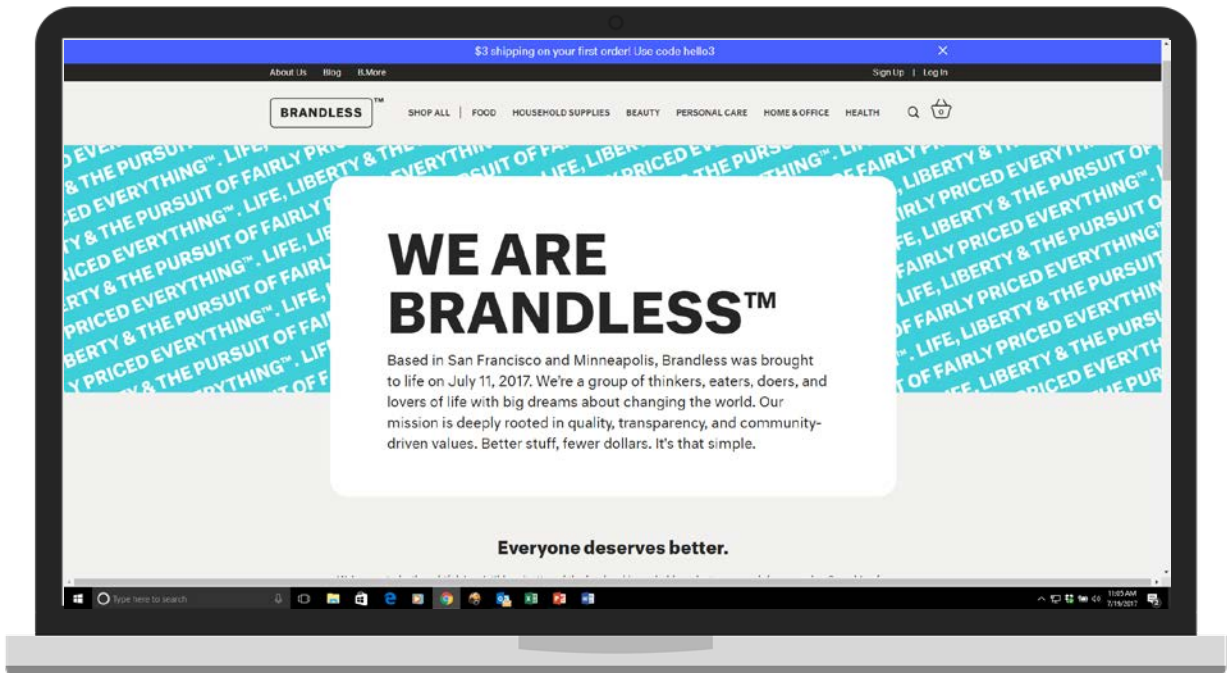 $3 shipping on your first order! Use code hello3
About Us Blog B.More
Sign Up | Log In
BRANDLESS™
SHOP ALL | FOOD HOUSEHOLD SUPPLIES BEAUTY PERSONAL CARE HOME & OFFICE HEALTH
0
LIFE, LIBERTY & THE PURSUIT OF FAIRLY PRICED EVERYTHING™.
WE ARE
BRANDLESS™
Based in San Francisco and Minneapolis, Brandless was brought
to life on July 11, 2017. We're a group of thinkers, eaters, doers, and
lovers of life with big dreams about changing the world. Our
mission is deeply rooted in quality, transparency, and community-
driven values. Better stuff, fewer dollars. It's that simple.
Everyone deserves better.
Type here to search
11:05 AM
7/19/2017